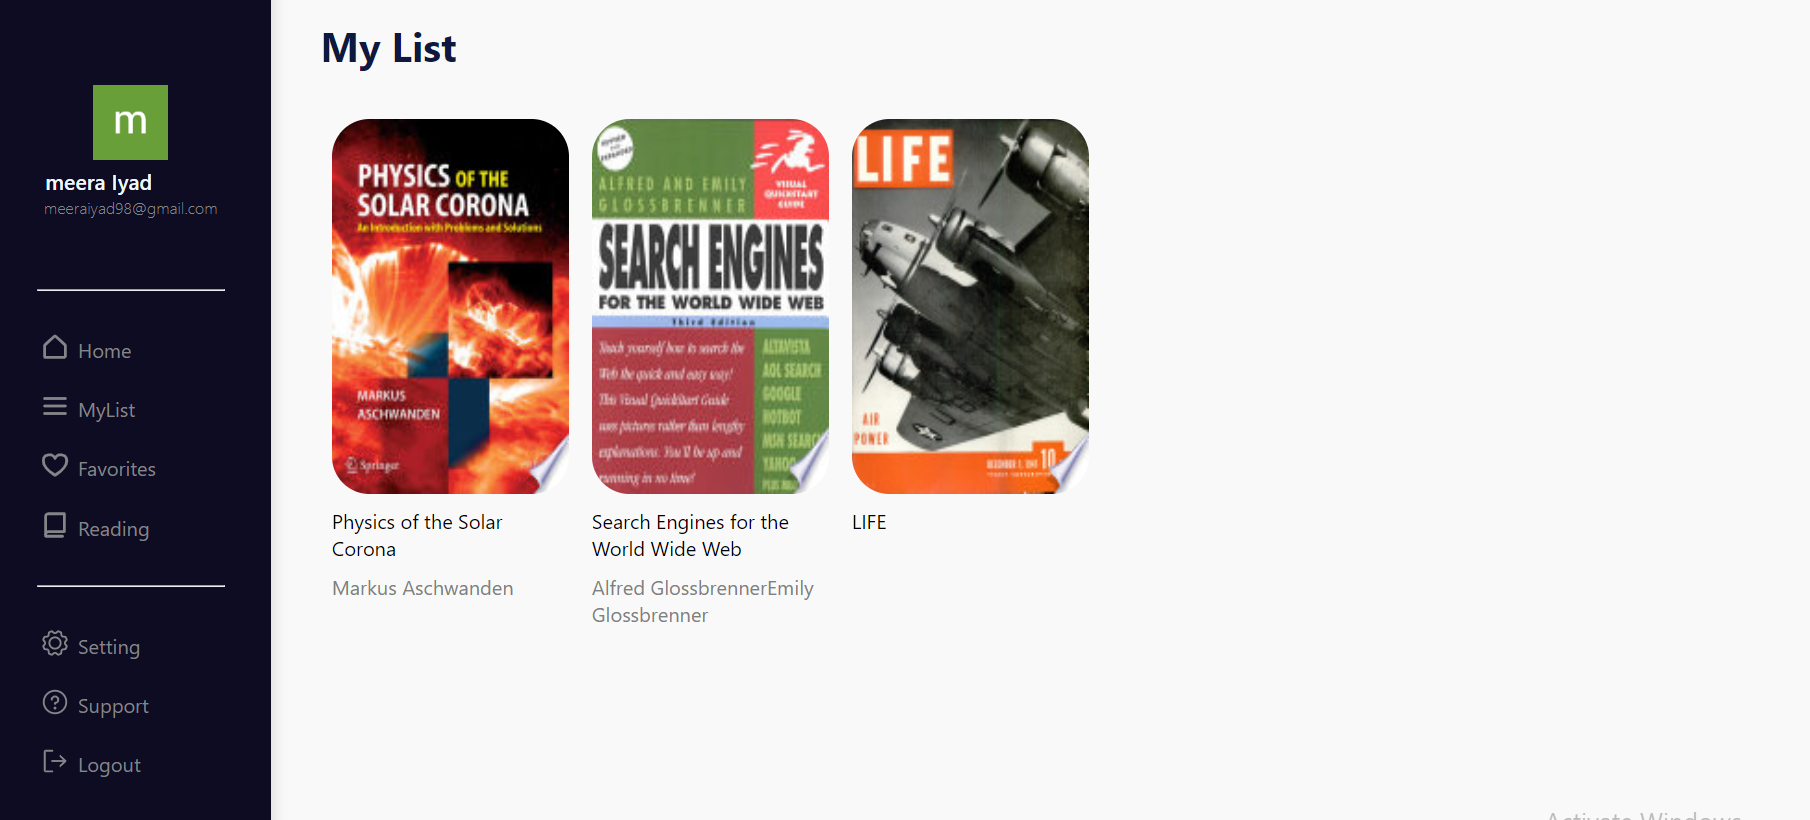 m
meera Iyad
meeraiyad98@gmail.com
Home
MyList
Favorites
Reading
Setting
Support
Logout
My List
PHYSICS OF THE
SOLAR CORONA
An Introduction with Problems and Solutions
MARKUS
ASCHWANDEN
Springer
Physics of the Solar
Corona
Markus Aschwanden
ALFRED AND EMILY
GLOSSBRENNER
VISUAL
QUICKSTART
GUIDE
SEARCH ENGINES
FOR THE WORLD WIDE WEB
Third Edition
Teach yourself how to search the
Web the quick and easy way!
This Visual QuickStart Guide
uses pictures rather than lengthy
explanations. You'll be up and
running in no time!
ALTAVISTA
AOL SEARCH
GOOGLE
HOTBOT
MSN SEARCH
YAHOO
Search Engines for the
World Wide Web
Alfred GlossbrennerEmily
Glossbrenner
LIFE
AIR
POWER
10
LIFE
Activate Windows